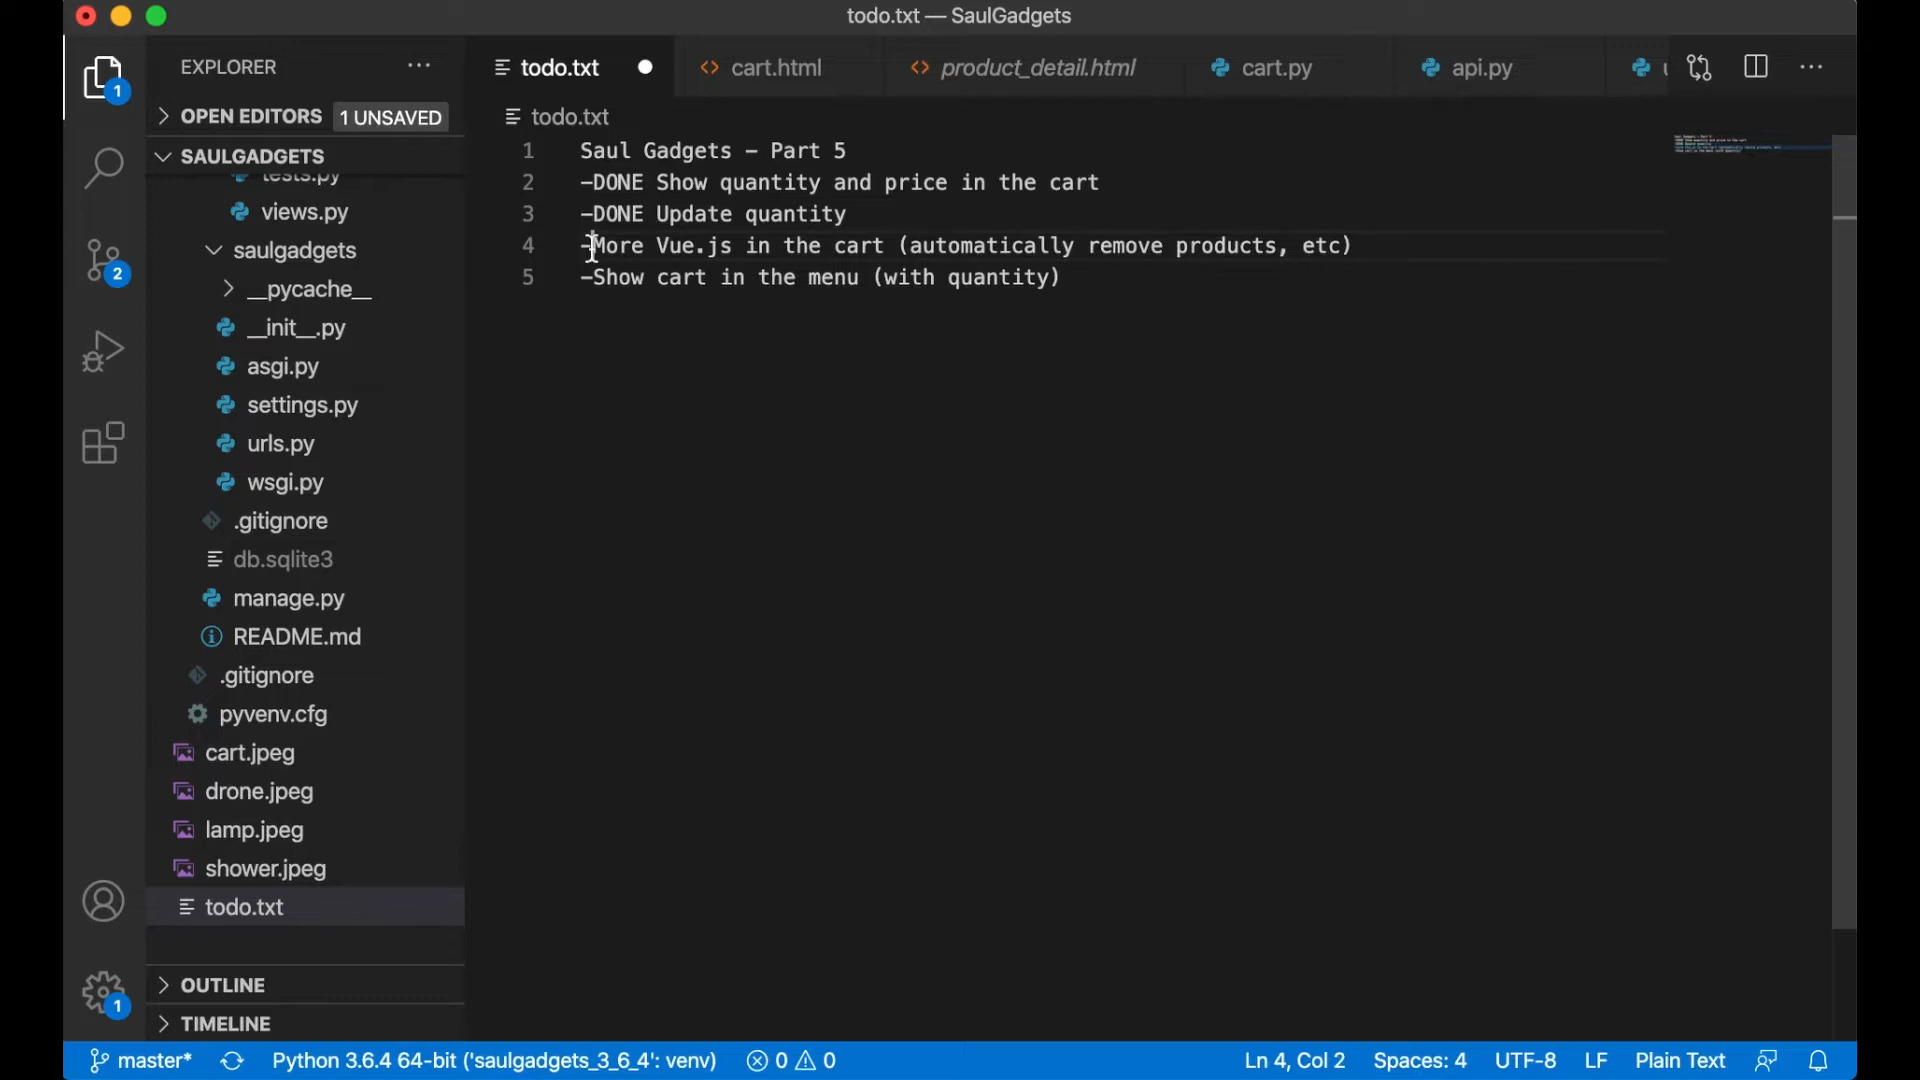 todo.txt — SaulGadgets
EXPLORER
todo.txt
cart.html
product_detail.html
cart.py
api.py
1
OPEN EDITORS
1 UNSAVED
todo.txt
SAULGADGETS
tests.py
views.py
saulgadgets
__pycache__
__init__.py
asgi.py
settings.py
urls.py
wsgi.py
.gitignore
db.sqlite3
manage.py
README.md
.gitignore
pyvenv.cfg
cart.jpeg
drone.jpeg
lamp.jpeg
shower.jpeg
todo.txt
OUTLINE
TIMELINE
2
1
1 Saul Gadgets - Part 5
2 -DONE Show quantity and price in the cart
3 -DONE Update quantity
4 -More Vue.js in the cart (automatically remove products, etc)
5 -Show cart in the menu (with quantity)
master* Python 3.6.4 64-bit ('saulgadgets_3_6_4': venv) 0 0 Ln 4, Col 2 Spaces: 4 UTF-8 LF Plain Text